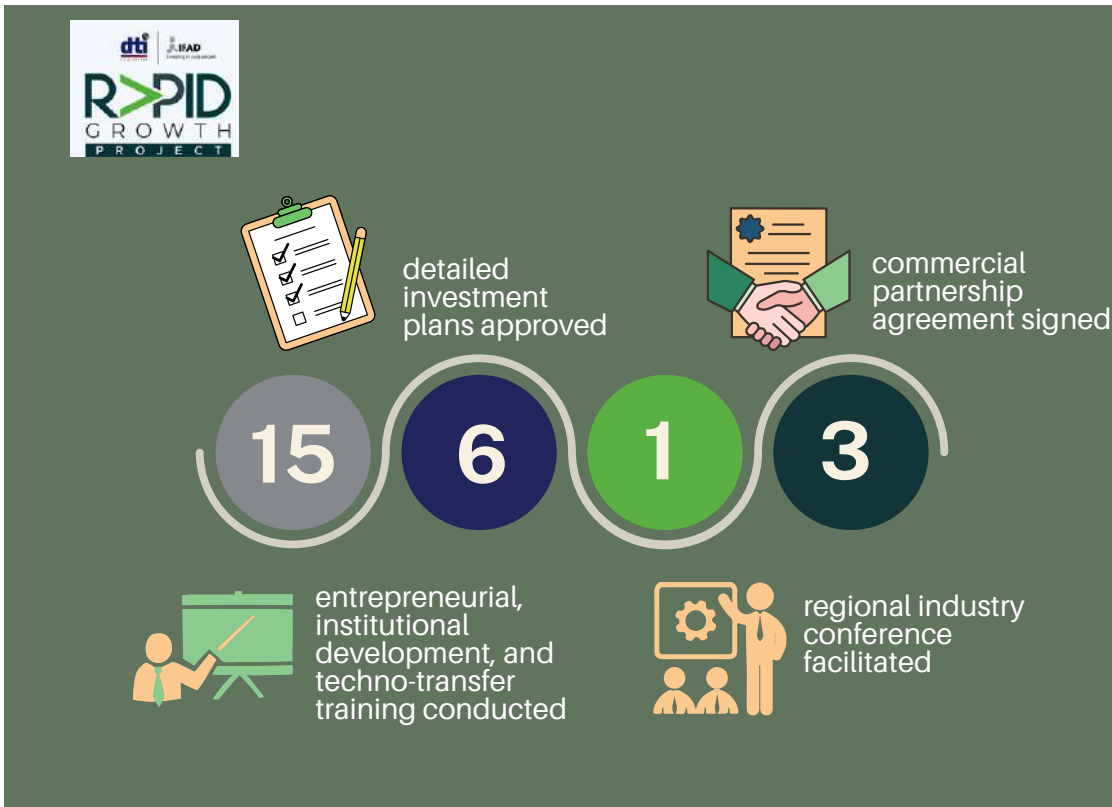 dti
IFAD
RAPID
GROWTH
PROJECT
detailed
investment
plans approved
commercial
partnership
agreement signed
15
6
1
3
entrepreneurial,
institutional
development, and
techno-transfer
training conducted
regional industry
conference
facilitated